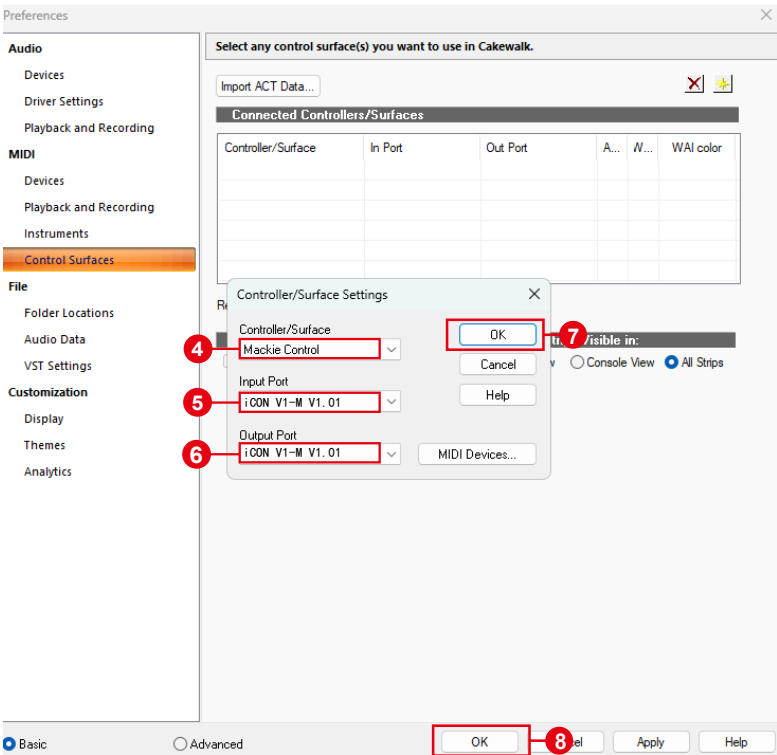 Preferences
Audio
Devices
Driver Settings
Playback and Recording
MIDI
Devices
Playback and Recording
Instruments
Control Surfaces
File
Folder Locations
Audio Data
VST Settings
Customization
Display
Themes
Analytics
Select any control surface(s) you want to use in Cakewalk.
Import ACT Data...
Connected Controllers/Surfaces
Controller/Surface In Port Out Port A... W... WAI color
Controller/Surface Settings
Controller/Surface
4 Mackie Control
Input Port
5 iCON V1-M V1.01
Output Port
6 iCON V1-M V1.01
OK 7
Cancel
Help
MIDI Devices...
Visible in:
Console View All Strips
Basic Advanced OK 8 Apply Help